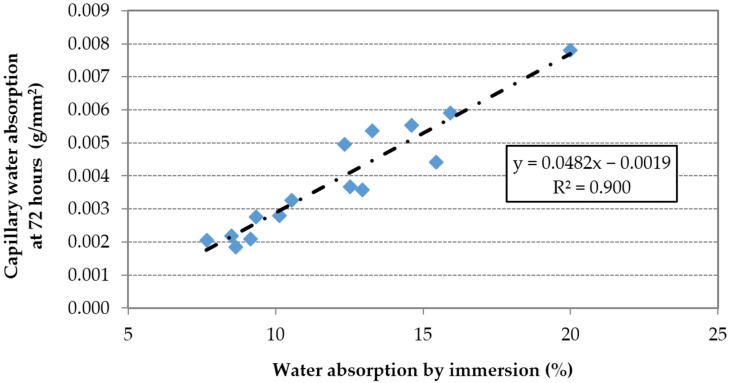 0.009
0.008
0.007
0.006
0.005
0.004
0.003
0.002
0.001
0.000
Capillary water absorption
at 72 hours (g/mm²)
y = 0.0482x – 0.0019
R² = 0.900
5 10 15 20 25
Water absorption by immersion (%)